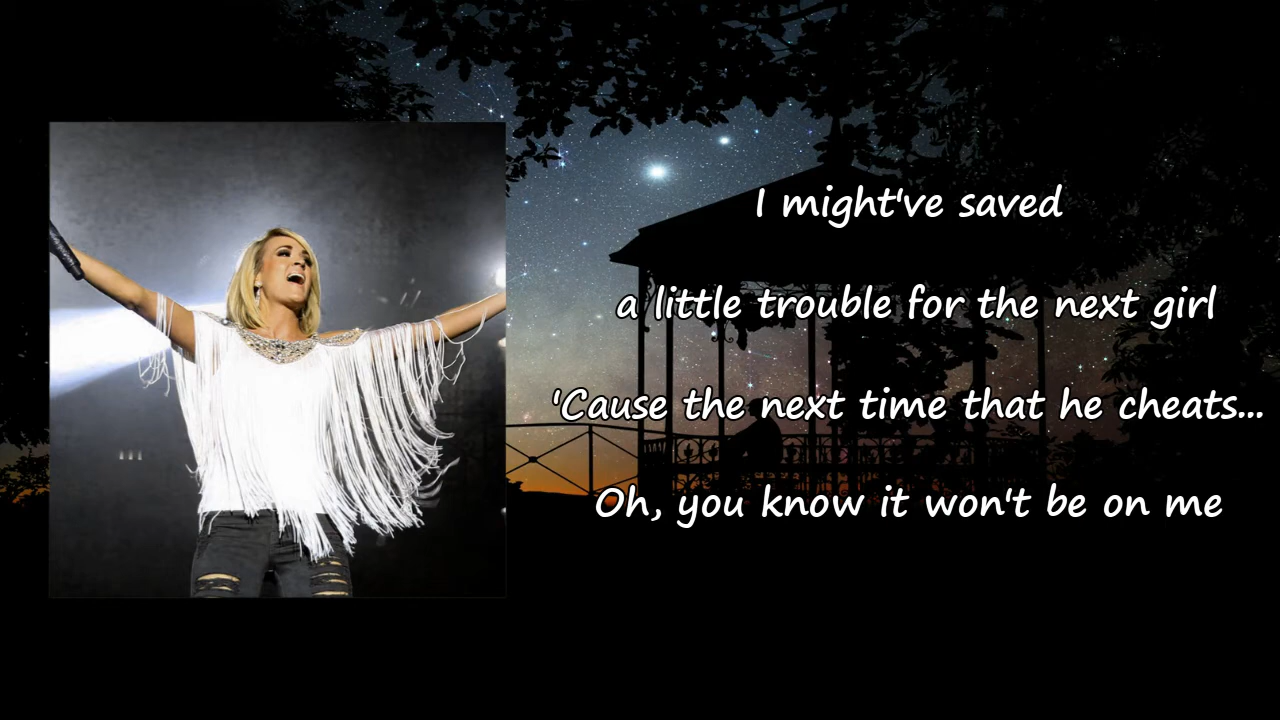 I might've saved
a little trouble for the next girl
'Cause the next time that he cheats...
Oh, you know it won't be on me